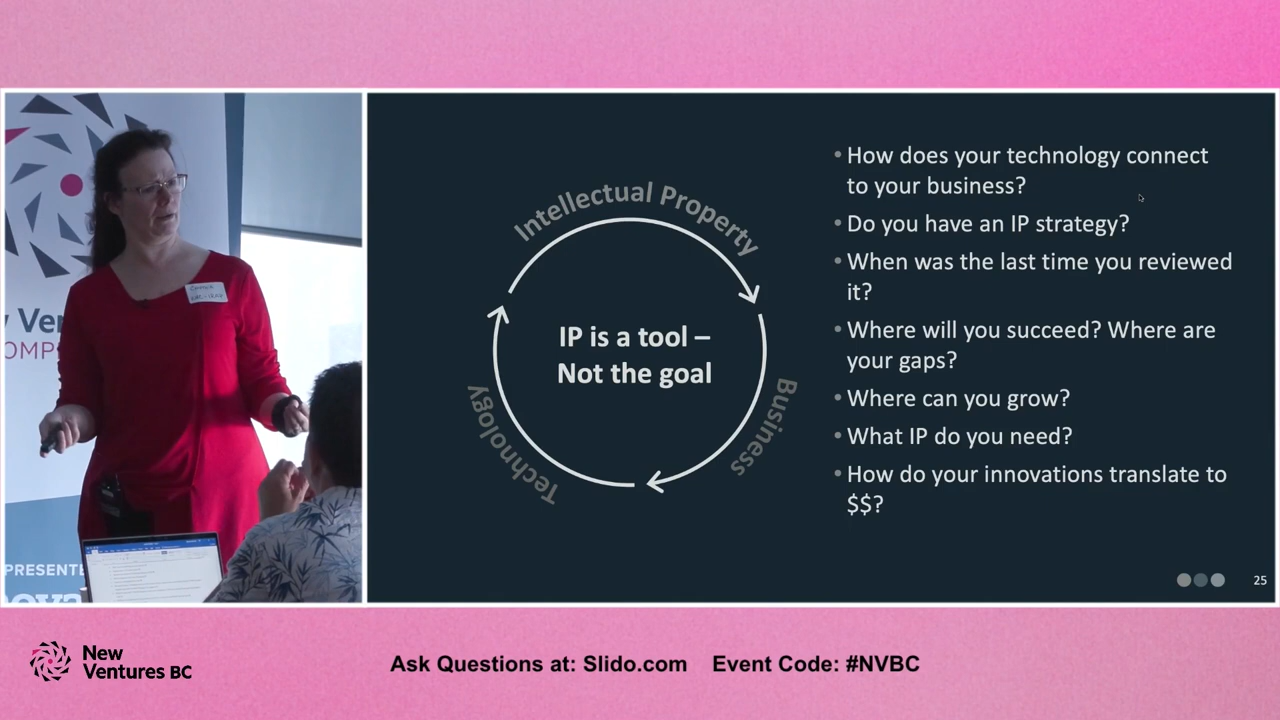 Intellectual Property
Business
Technology
IP is a tool –
Not the goal
• How does your technology connect
to your business?
• Do you have an IP strategy?
• When was the last time you reviewed
it?
• Where will you succeed? Where are
your gaps?
• Where can you grow?
• What IP do you need?
• How do your innovations translate to
$$?
25
PRESENTE
New
Ventures BC
Ask Questions at: Slido.com Event Code: #NVBC